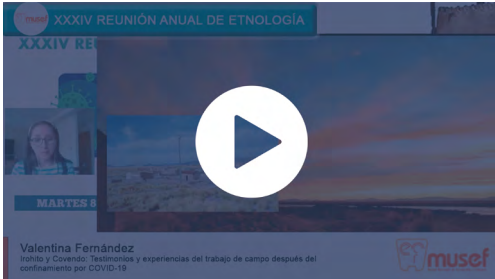 musef
XXXIV REUNIÓN ANUAL DE ETNOLOGÍA
XXXIV RE
MARTES 8
Valentina Fernández
Irohito y Covendo: Testimonios y experiencias del trabajo de campo después del
confinamiento por COVID-19
musef